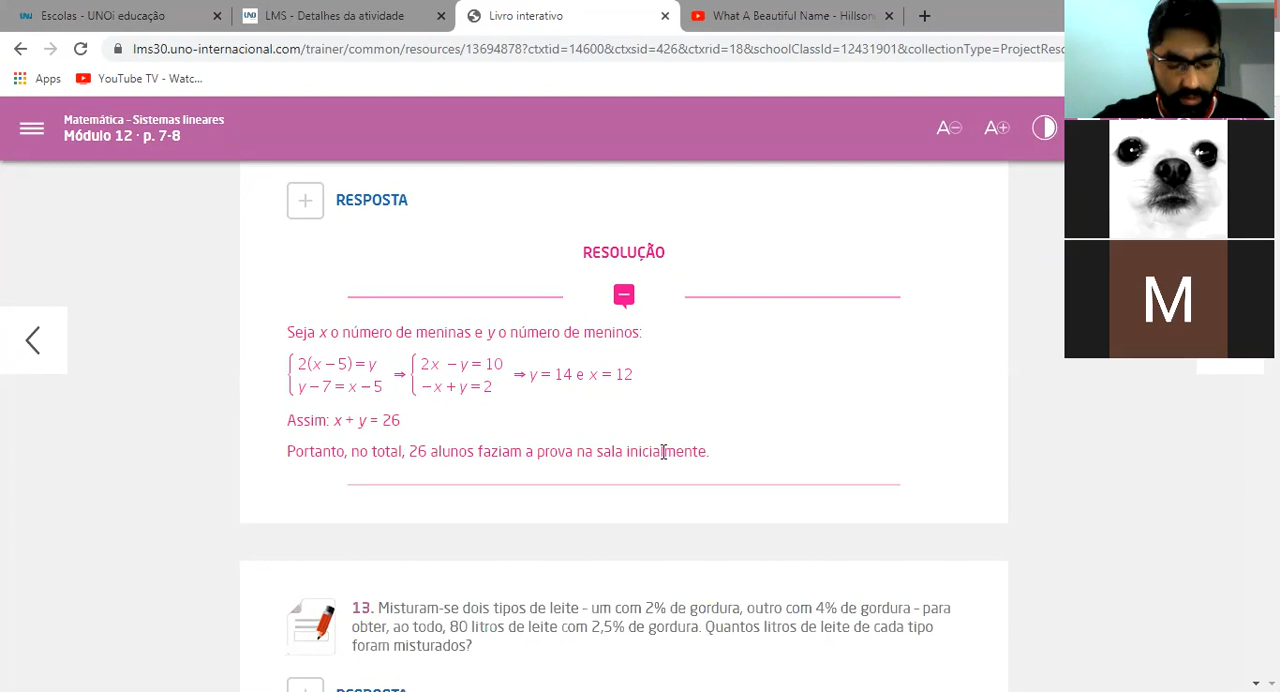 Escolas - UNOi educação
LMS - Detalhes da atividade
Livro interativo
What A Beautiful Name - Hillson
lms30.uno-internacional.com/trainer/common/resources/13694878?ctxtid=14600&ctxsid=426&ctxrid=18&schoolClassId=12431901&collectionType=ProjectReso
Apps
YouTube TV - Watc...
Matemática – Sistemas lineares
Módulo 12 · p. 7-8
A−
A+
RESPOSTA
RESOLUÇÃO
Seja x o número de meninas e y o número de meninos:
2(x − 5) = y ⇒ 2x − y = 10 ⇒ y = 14 e x = 12
y − 7 = x − 5 − x + y = 2
Assim: x + y = 26
Portanto, no total, 26 alunos faziam a prova na sala inicialmente.
13. Misturam-se dois tipos de leite – um com 2% de gordura, outro com 4% de gordura – para
obter, ao todo, 80 litros de leite com 2,5% de gordura. Quantos litros de leite de cada tipo
foram misturados?
RESPOSTA
M